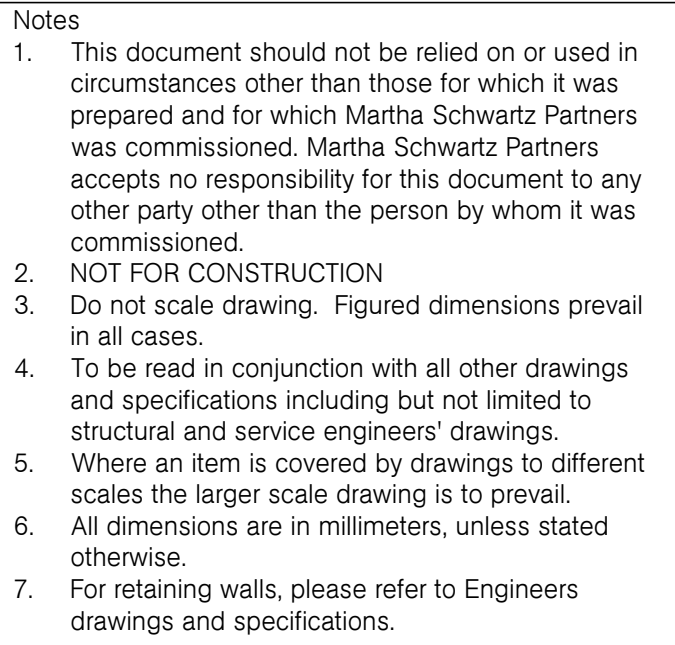 Notes
1. This document should not be relied on or used in
circumstances other than those for which it was
prepared and for which Martha Schwartz Partners
was commissioned. Martha Schwartz Partners
accepts no responsibility for this document to any
other party other than the person by whom it was
commissioned.
2. NOT FOR CONSTRUCTION
3. Do not scale drawing.  Figured dimensions prevail
in all cases.
4. To be read in conjunction with all other drawings
and specifications including but not limited to
structural and service engineers' drawings.
5. Where an item is covered by drawings to different
scales the larger scale drawing is to prevail.
6. All dimensions are in millimeters, unless stated
otherwise.
7. For retaining walls, please refer to Engineers
drawings and specifications.